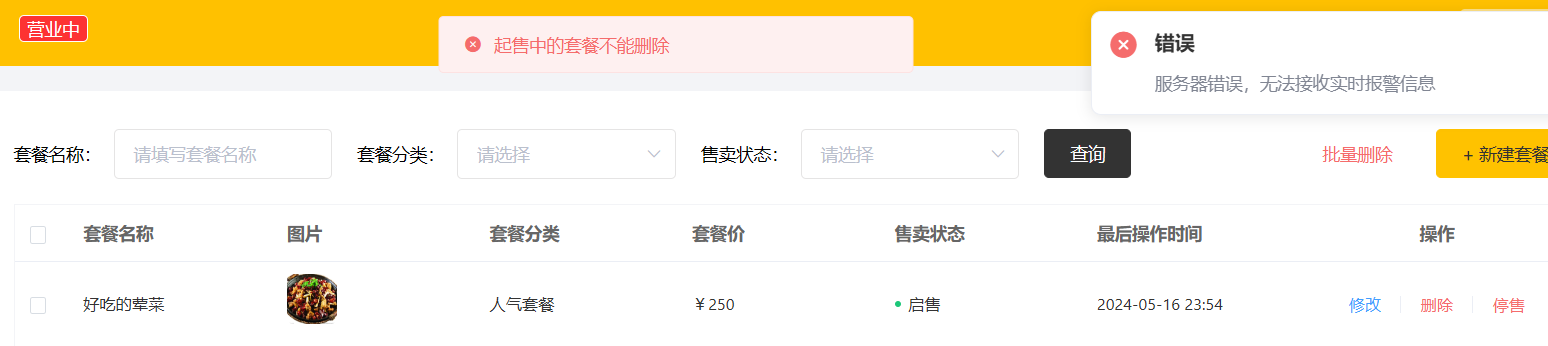 营业中
起售中的套餐不能删除
错误
服务器错误，无法接收实时报警信息
套餐名称： 请填写套餐名称 套餐分类： 请选择 售卖状态： 请选择 查询 批量删除 + 新建套餐
套餐名称 图片 套餐分类 套餐价 售卖状态 最后操作时间 操作
好吃的荤菜 人气套餐 ￥250 启售 2024-05-16 23:54 修改 删除 停售